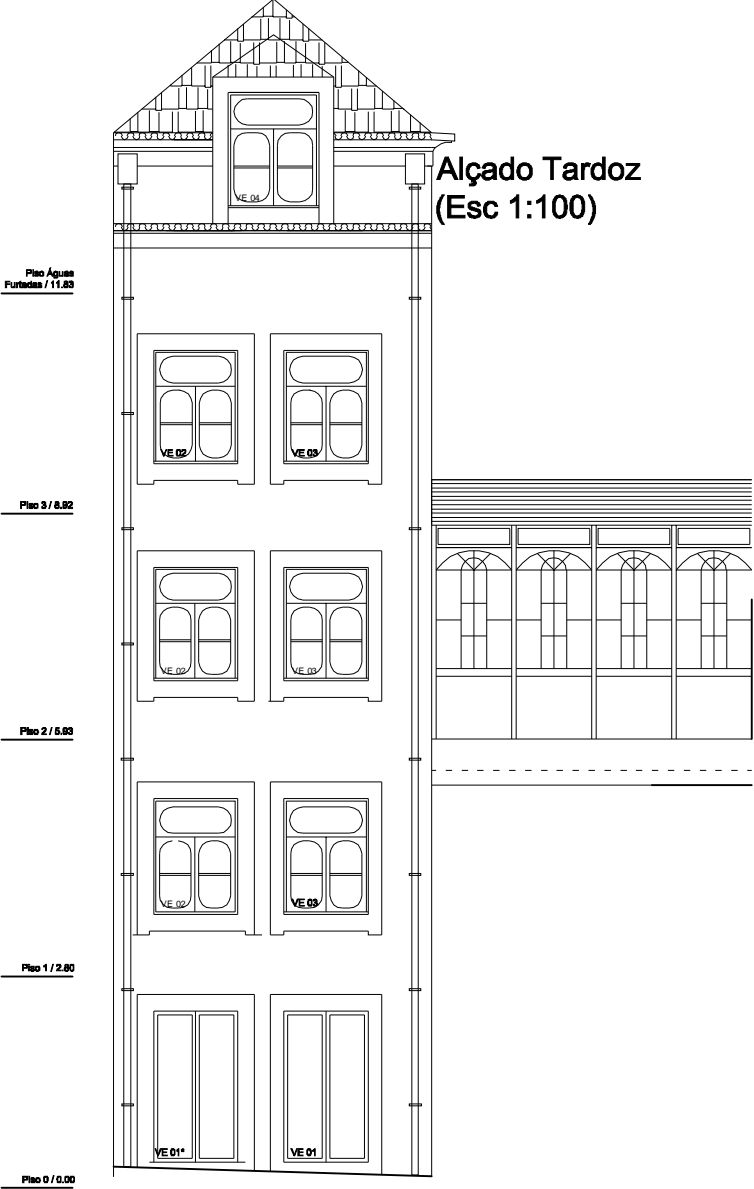 VE 04
Alçado Tardoz
(Esc 1:100)
Piso Águas
Furtadas / 11.83
VE 02
VE 03
Piso 3 / 8.92
VE 02
VE 03
Piso 2 / 5.93
VE 02
VE 03
Piso 1 / 2.80
VE 01*
VE 01
Piso 0 / 0.00